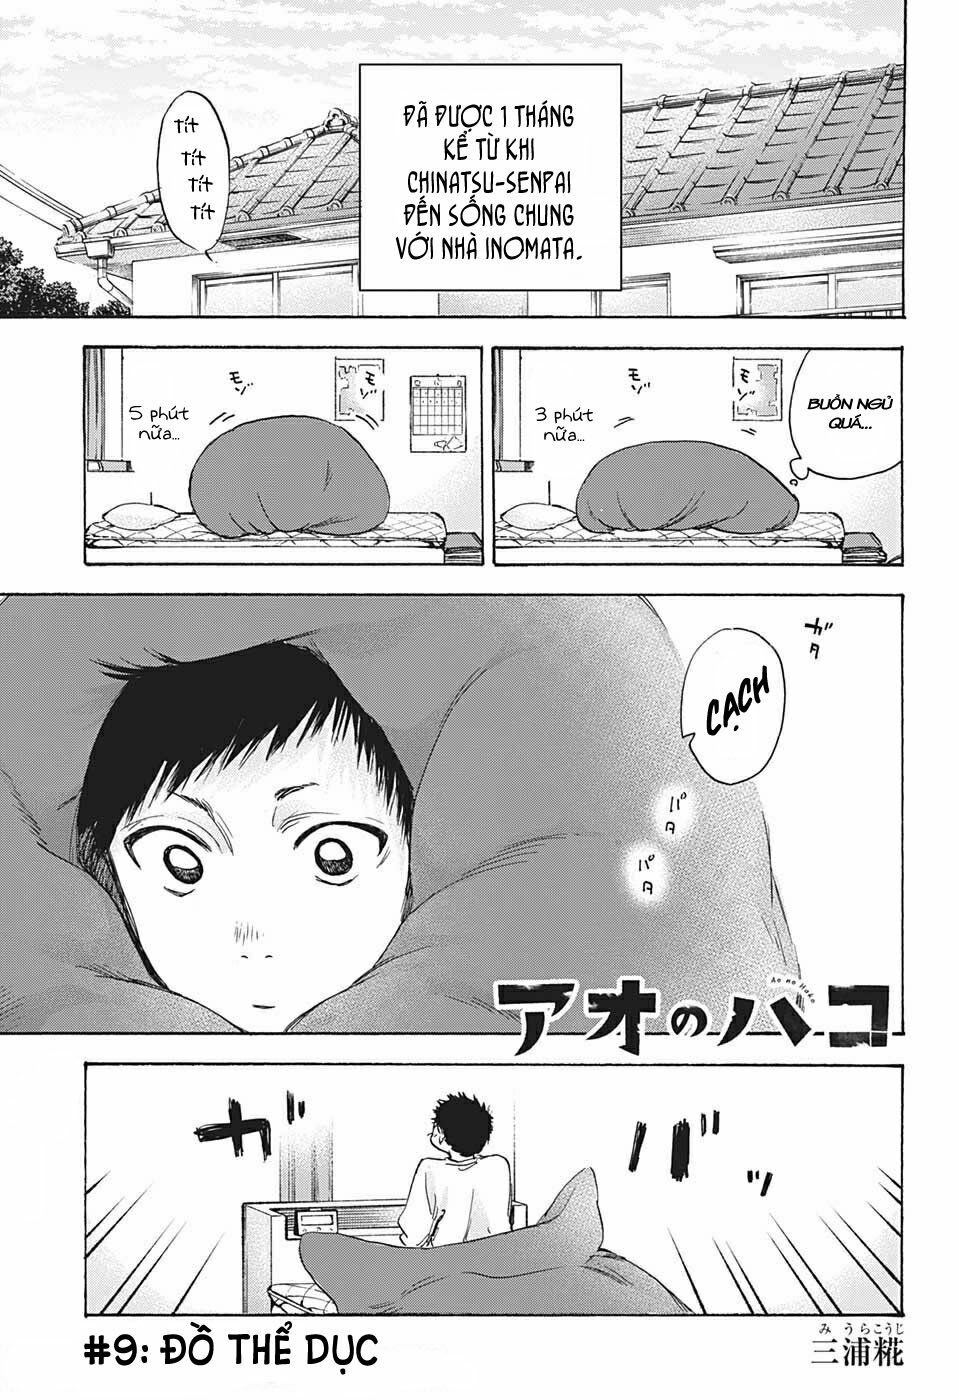 ĐÃ ĐƯỢC 1 THÁNG
KỂ TỪ KHI
CHINATSU-SENPAI
ĐẾN SỐNG CHUNG
VỚI NHÀ INOMATA.
Tít
Tít
Tít
Tít
BUỒN NGỦ
QUÁ...
モゾ
モゾ
3 phút
nữa...
モゾ
モゾ
5 phút
nữa...
ガタ
CẠCH
パタ
パタ
Ao no Hako
アオのハコ
バッ
ガバ
#9: ĐỒ THỂ DỤC
みうらこうじ
三浦糀